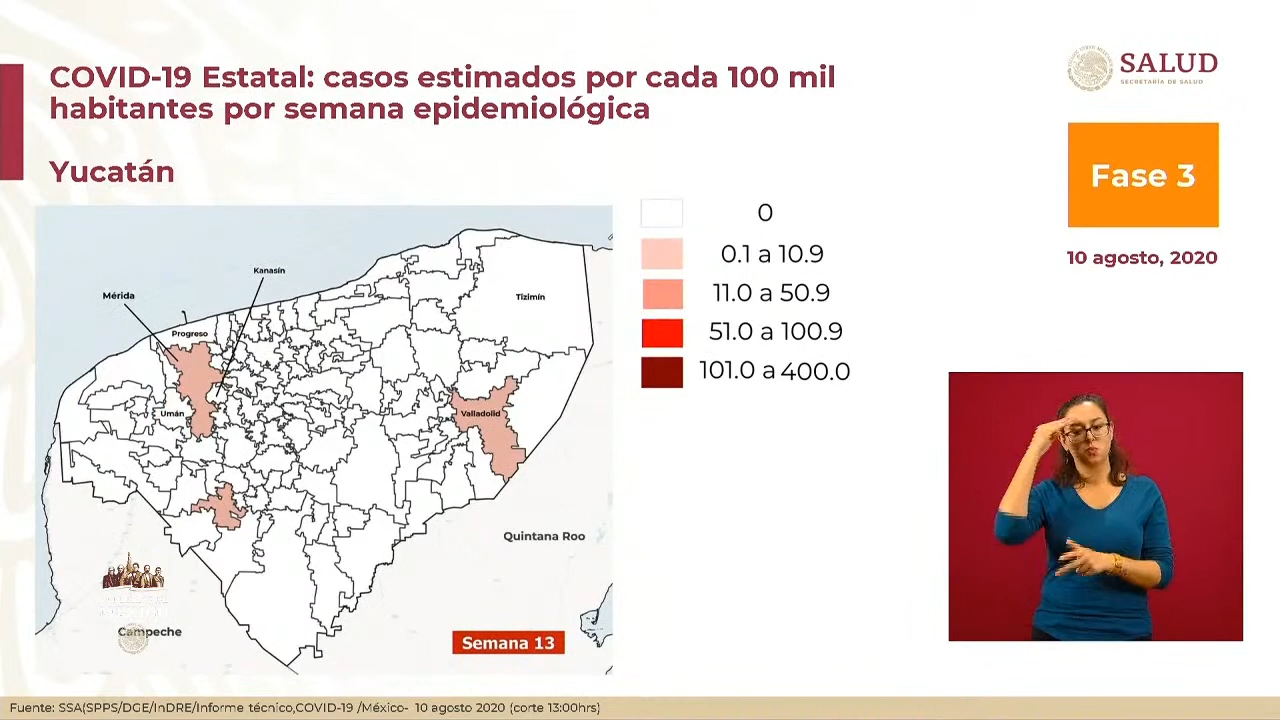 COVID-19 Estatal: casos estimados por cada 100 mil
habitantes por semana epidemiológica
Yucatán
SALUD
SECRETARÍA DE SALUD
Fase 3
10 agosto, 2020
0
0.1 a 10.9
11.0 a 50.9
51.0 a 100.9
101.0 a 400.0
Kanasín
Mérida
Tizimín
Progreso
Umán
Valladolid
Quintana Roo
Campeche
Semana 13
Fuente: SSA(SPPS/DGE/InDRE/Informe técnico,COVID-19 /México- 10 agosto 2020 (corte 13:00hrs)